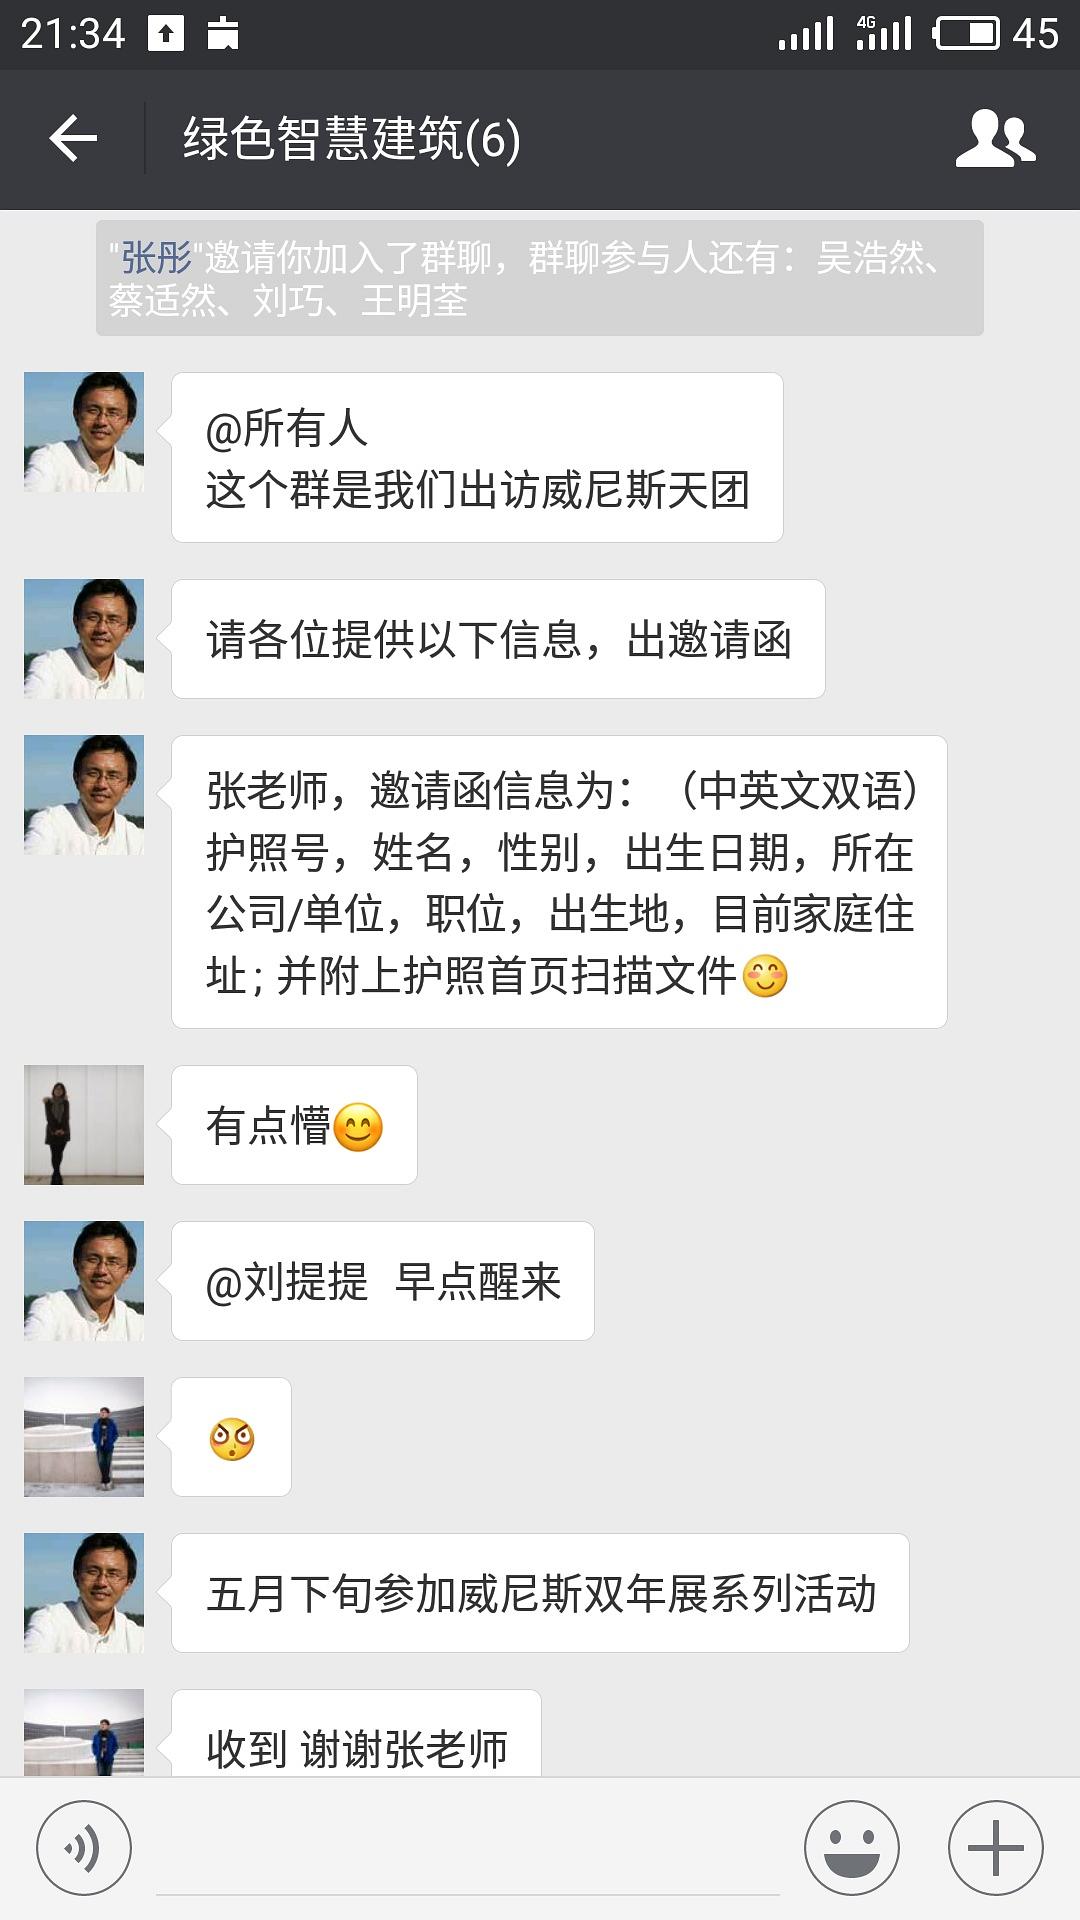 21:34
4G
45
绿色智慧建筑(6)
"张彤"邀请你加入了群聊，群聊参与人还有：吴浩然、
蔡适然、刘巧、王明荃
@所有人
这个群是我们出访威尼斯天团
请各位提供以下信息，出邀请函
张老师，邀请函信息为：（中英文双语）
护照号，姓名，性别，出生日期，所在
公司/单位，职位，出生地，目前家庭住
址；并附上护照首页扫描文件😊
有点懵😊
@刘提提 早点醒来
五月下旬参加威尼斯双年展系列活动
收到 谢谢张老师